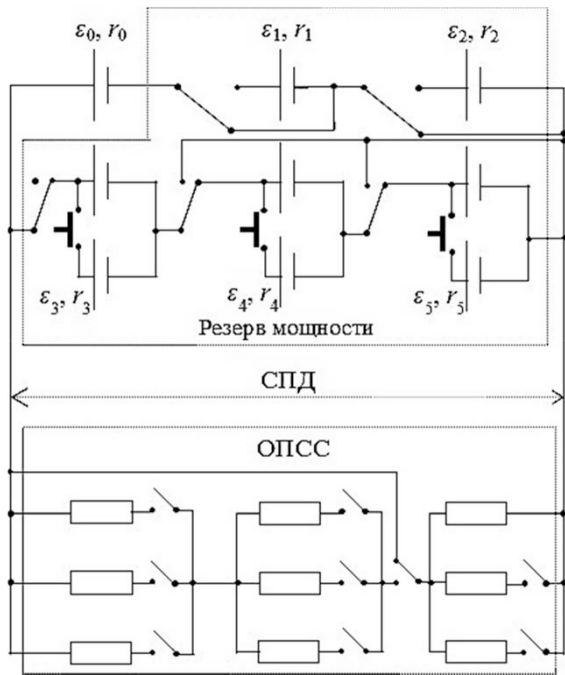 ε₀, r₀ ε₁, r₁ ε₂, r₂
ε₃, r₃ ε₄, r₄ ε₅, r₅
Резерв мощности
СПД
ОПСС